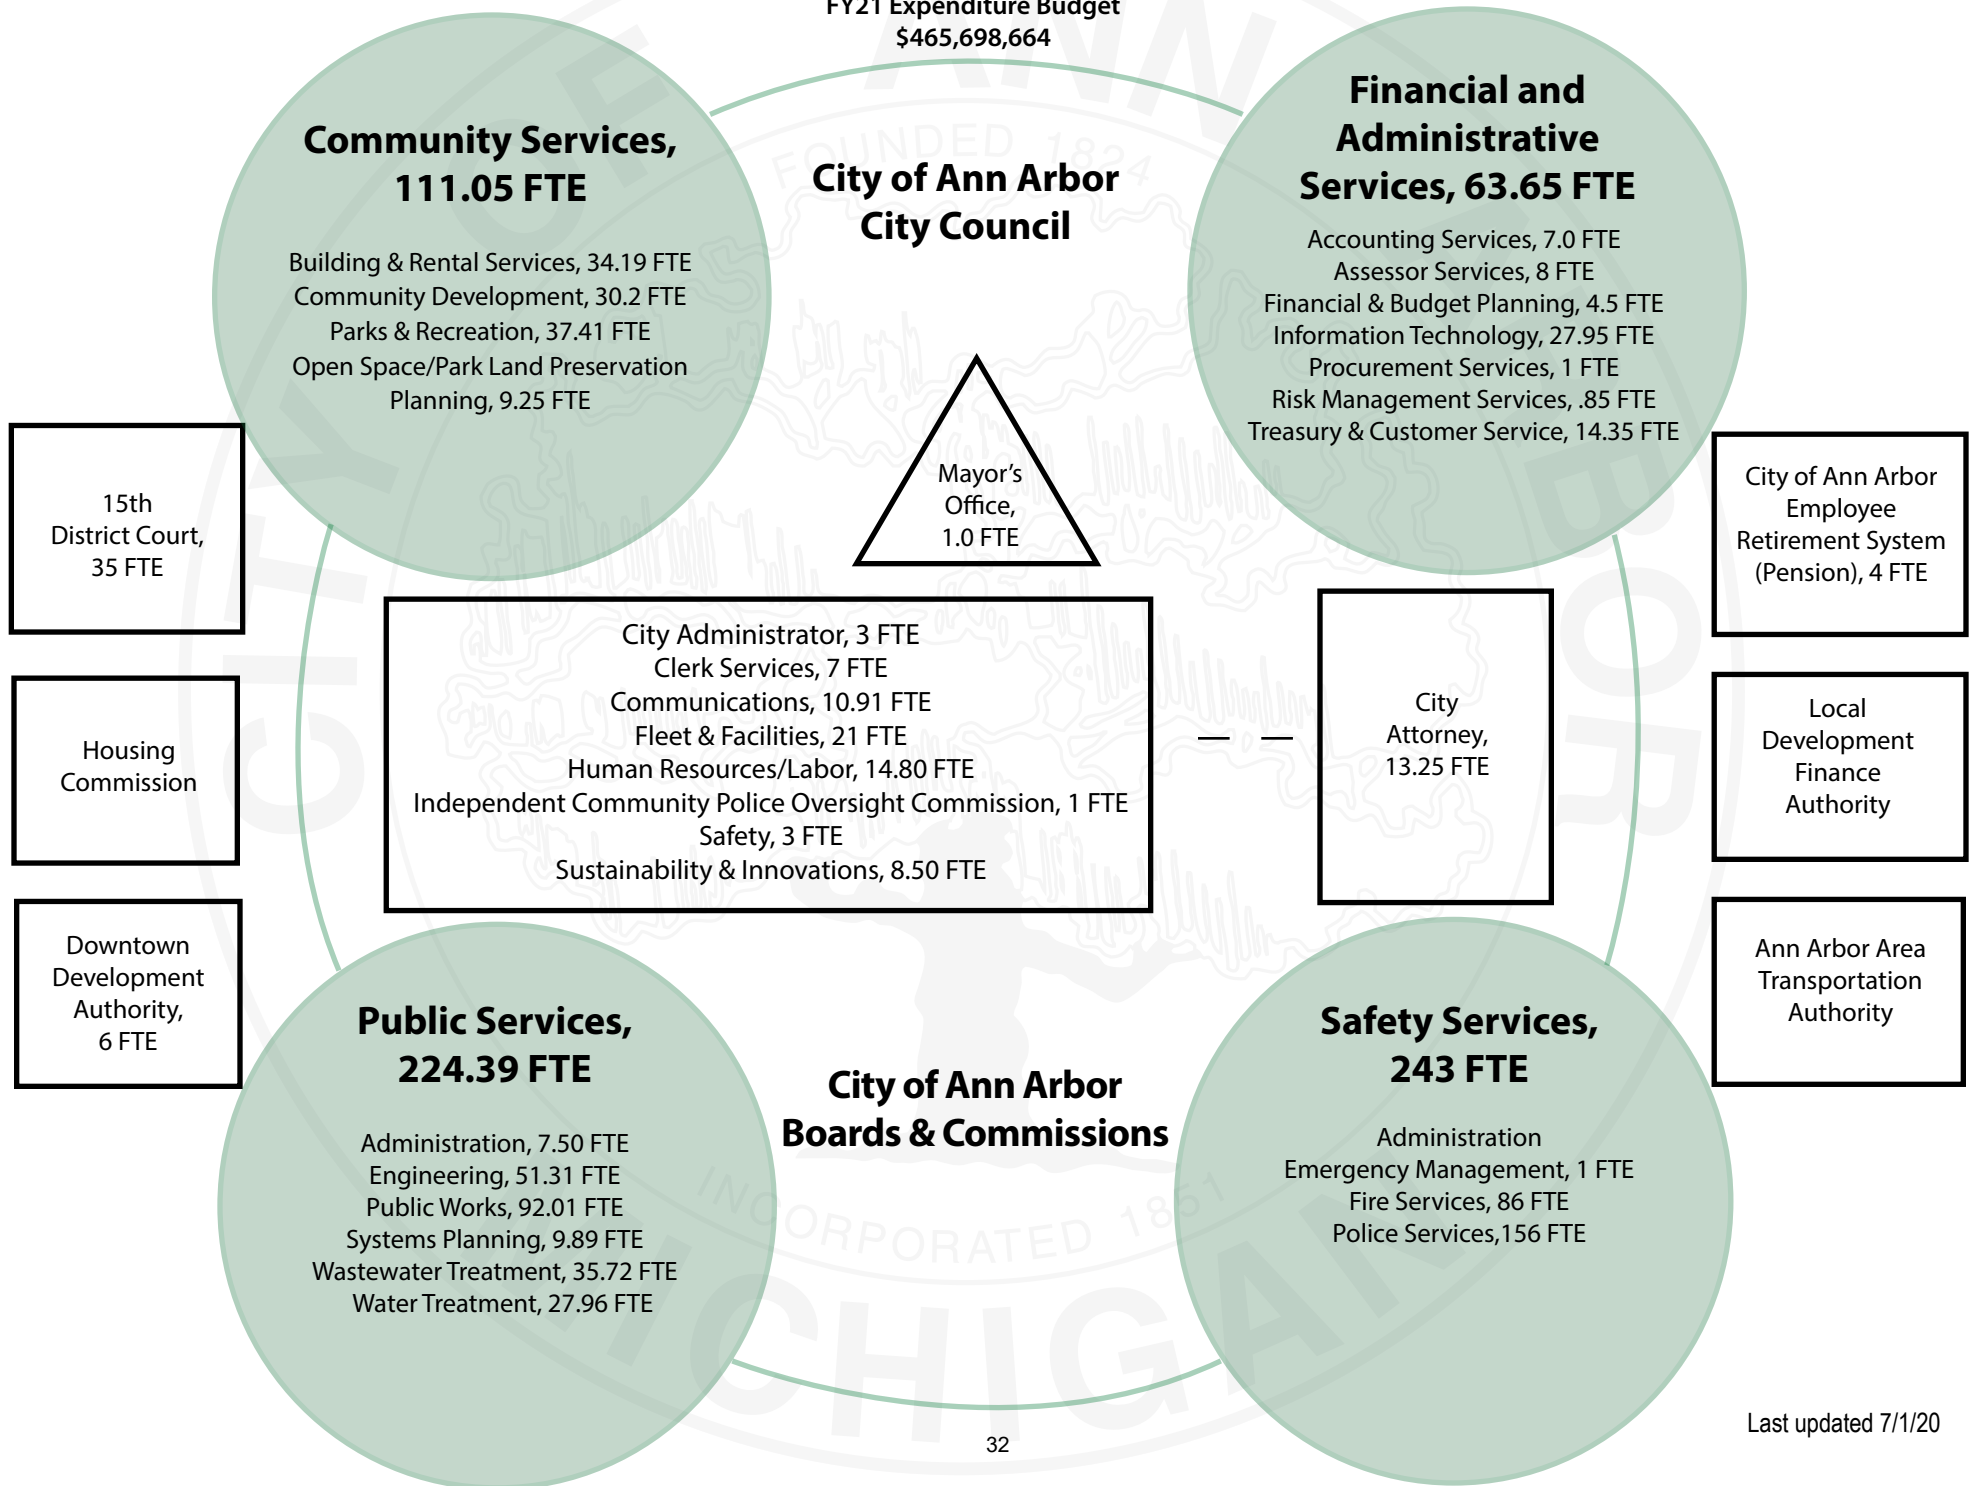 FY21 Expenditure Budget
$465,698,664
CITY OF ANN ARBOR
MICHIGAN
FOUNDED 1824
INCORPORATED 1851
Community Services,
111.05 FTE
Building & Rental Services, 34.19 FTE
Community Development, 30.2 FTE
Parks & Recreation, 37.41 FTE
Open Space/Park Land Preservation
Planning, 9.25 FTE
City of Ann Arbor
City Council
Financial and
Administrative
Services, 63.65 FTE
Accounting Services, 7.0 FTE
Assessor Services, 8 FTE
Financial & Budget Planning, 4.5 FTE
Information Technology, 27.95 FTE
Procurement Services, 1 FTE
Risk Management Services, .85 FTE
Treasury & Customer Service, 14.35 FTE
Mayor's
Office,
1.0 FTE
15th
District Court,
35 FTE
Housing
Commission
Downtown
Development
Authority,
6 FTE
City Administrator, 3 FTE
Clerk Services, 7 FTE
Communications, 10.91 FTE
Fleet & Facilities, 21 FTE
Human Resources/Labor, 14.80 FTE
Independent Community Police Oversight Commission, 1 FTE
Safety, 3 FTE
Sustainability & Innovations, 8.50 FTE
City
Attorney,
13.25 FTE
City of Ann Arbor
Employee
Retirement System
(Pension), 4 FTE
Local
Development
Finance
Authority
Ann Arbor Area
Transportation
Authority
Public Services,
224.39 FTE
Administration, 7.50 FTE
Engineering, 51.31 FTE
Public Works, 92.01 FTE
Systems Planning, 9.89 FTE
Wastewater Treatment, 35.72 FTE
Water Treatment, 27.96 FTE
City of Ann Arbor
Boards & Commissions
Safety Services,
243 FTE
Administration
Emergency Management, 1 FTE
Fire Services, 86 FTE
Police Services,156 FTE
Last updated 7/1/20
32